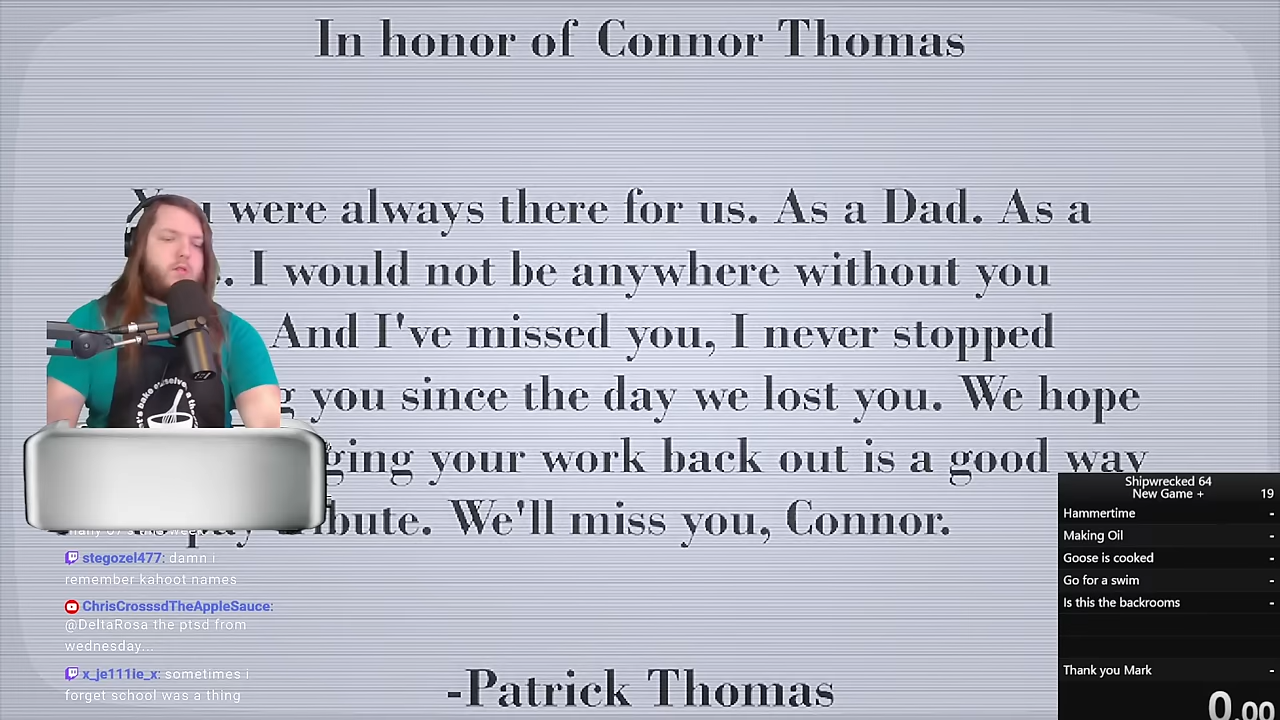 In honor of Connor Thomas
were always there for us. As a Dad. As a
. I would not be anywhere without you
And I've missed you, I never stopped
you since the day we lost you. We hope
your work back out is a good way
pay We'll miss you, Connor.
-Patrick Thomas
stegozel477: damn i
remember kahoot names
ChrisCrosssdTheAppleSauce:
@DeltaRosa the ptsd from
wednesday...
x_je111ie_x: sometimes i
forget school was a thing
Shipwrecked 64
New Game + 19
Hammertime -
Making Oil -
Goose is cooked -
Go for a swim -
Is this the backrooms -
Thank you Mark -
0.00